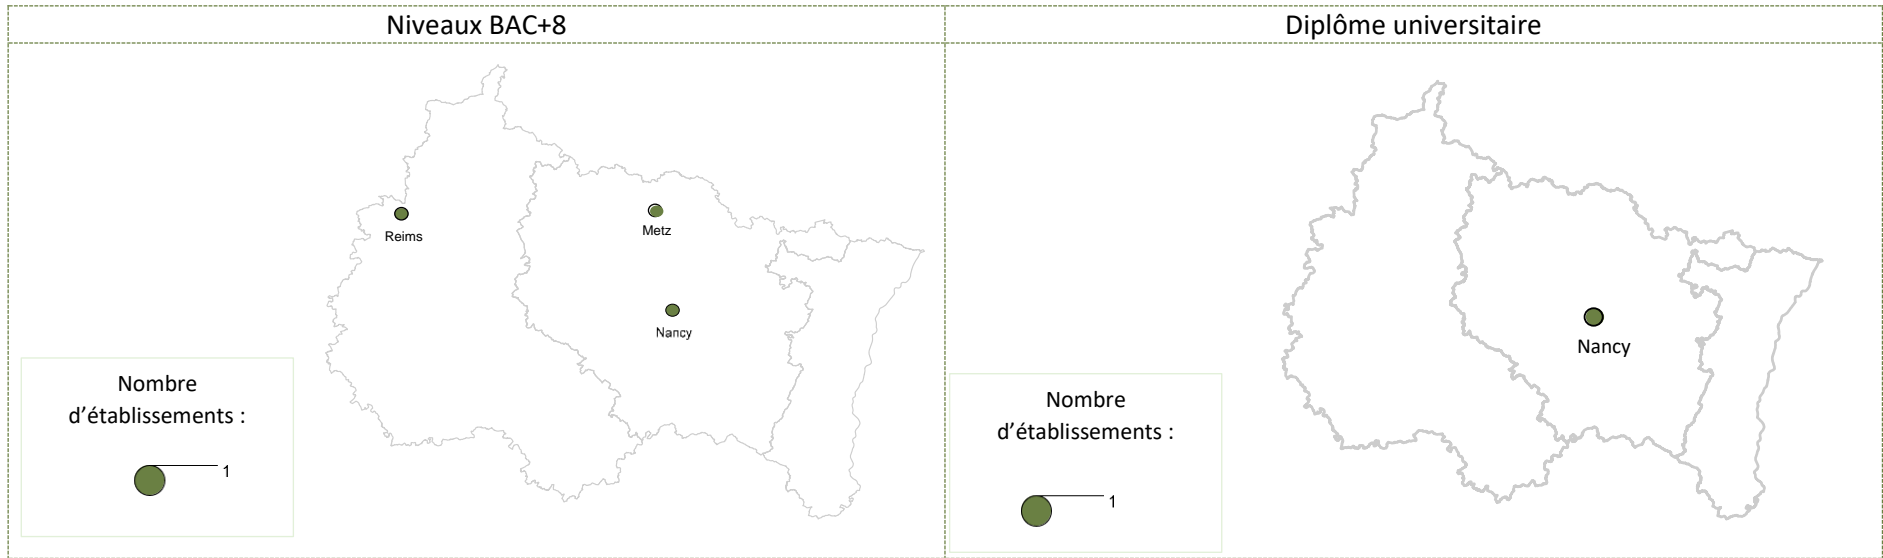 Niveaux BAC+8
Diplôme universitaire
Reims
Metz
Nancy
Nombre
d'établissements :
1
Nancy
Nombre
d'établissements :
1